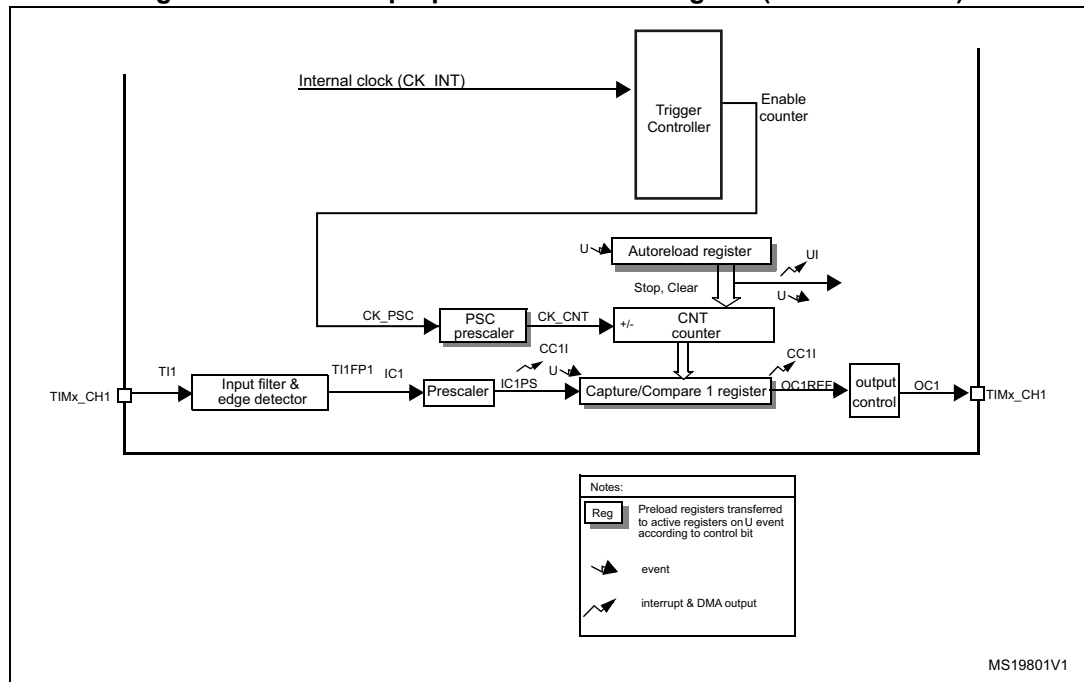 Internal clock (CK_INT)
Trigger
Controller
Enable
counter
U
Autoreload register
UI
Stop, Clear
U
CK_PSC
PSC
prescaler
CK_CNT
+/-
CNT
counter
CC1I
CC1I
U
TI1
TI1FP1
IC1
IC1PS
OC1REF
OC1
TIMx_CH1
Input filter &
edge detector
Prescaler
Capture/Compare 1 register
output
control
TIMx_CH1
Notes:
Reg
Preload registers transferred
to active registers on U event
according to control bit
event
interrupt & DMA output
MS19801V1